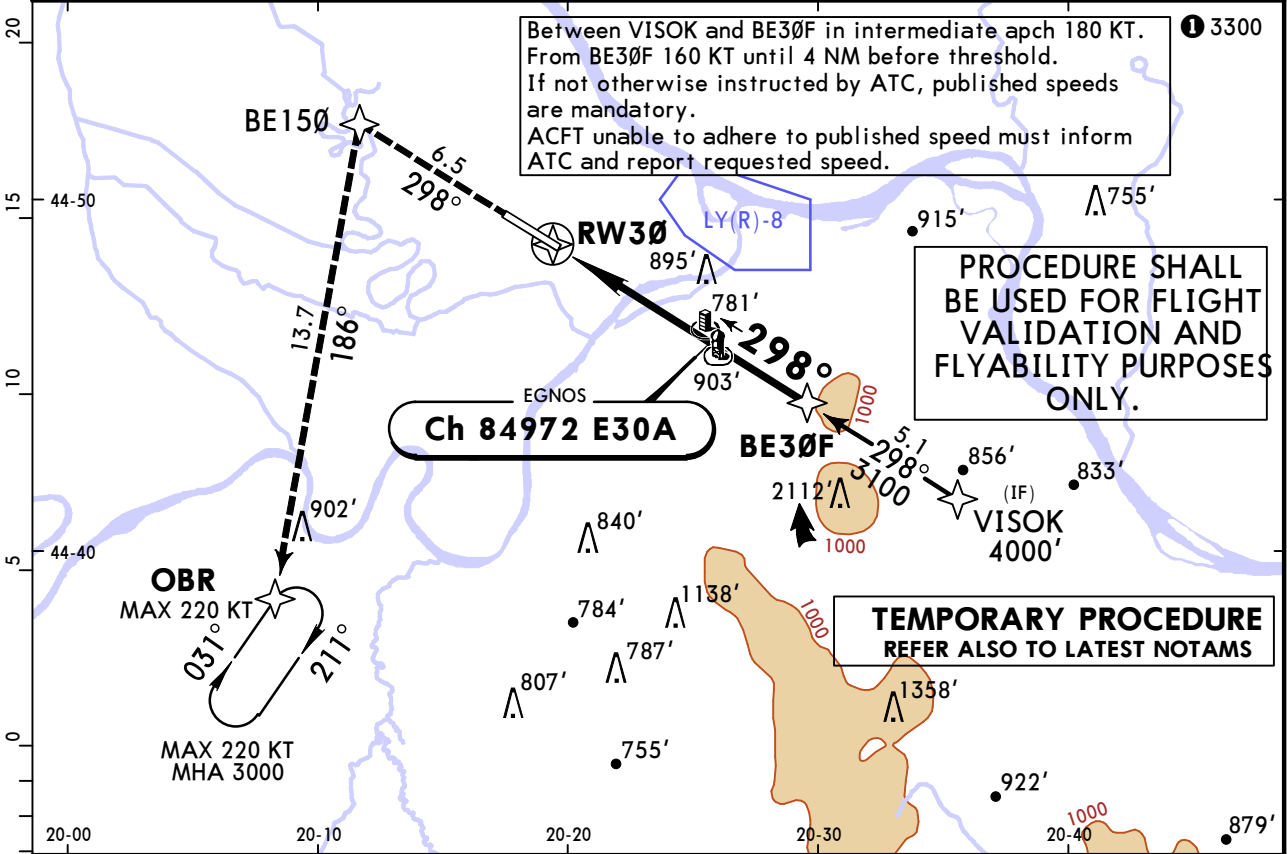 20
15
10
5
0
Between VISOK and BE3ØF in intermediate apch 180 KT.
From BE3ØF 160 KT until 4 NM before threshold.
If not otherwise instructed by ATC, published speeds
are mandatory.
ACFT unable to adhere to published speed must inform
ATC and report requested speed.
1 3300
BE15Ø
6.5
298°
44-50
RW3Ø
LY(R)-8
755'
915'
895'
781'
298°
903'
PROCEDURE SHALL
BE USED FOR FLIGHT
VALIDATION AND
FLYABILITY PURPOSES
ONLY.
13.7
186°
EGNOS
Ch 84972 E30A
1000
BE3ØF
5.1
298°
3100
856'
833'
(IF)
VISOK
4000'
2112'
1000
902'
840'
44-40
OBR
MAX 220 KT
031°
211°
MAX 220 KT
MHA 3000
784'
1138'
787'
807'
755'
1000
TEMPORARY PROCEDURE
REFER ALSO TO LATEST NOTAMS
1358'
922'
1000
879'
20-00
20-10
20-20
20-30
20-40